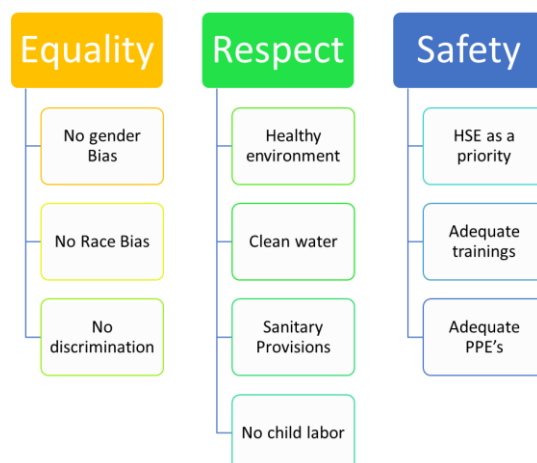 Equality
No gender
Bias
No Race Bias
No
discrimination
Respect
Healthy
environment
Clean water
Sanitary
Provisions
No child labor
Safety
HSE as a
priority
Adequate
trainings
Adequate
PPE’s